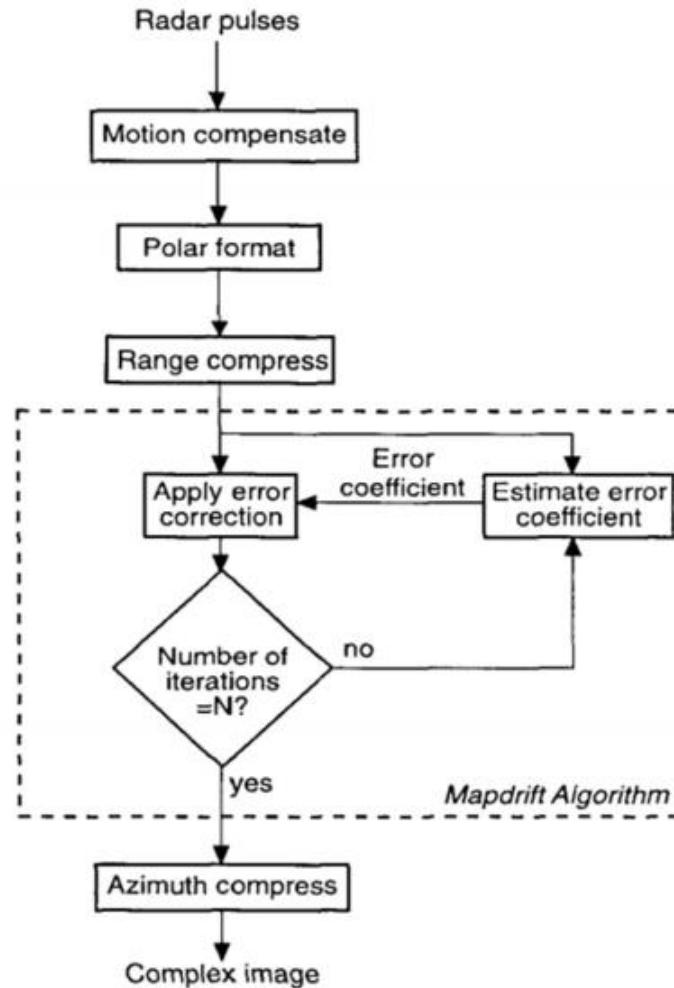 Radar pulses
Motion compensate
Polar format
Range compress
Error
coefficient
Apply error
correction
Estimate error
coefficient
Number of
iterations
=N?
no
yes
Mapdrift Algorithm
Azimuth compress
Complex image